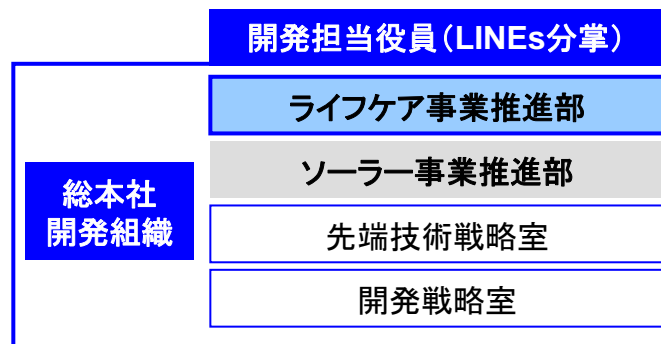 開発担当役員(LINEs分掌)
ライフケア事業推進部
ソーラー事業推進部
総本社
開発組織
先端技術戦略室
開発戦略室